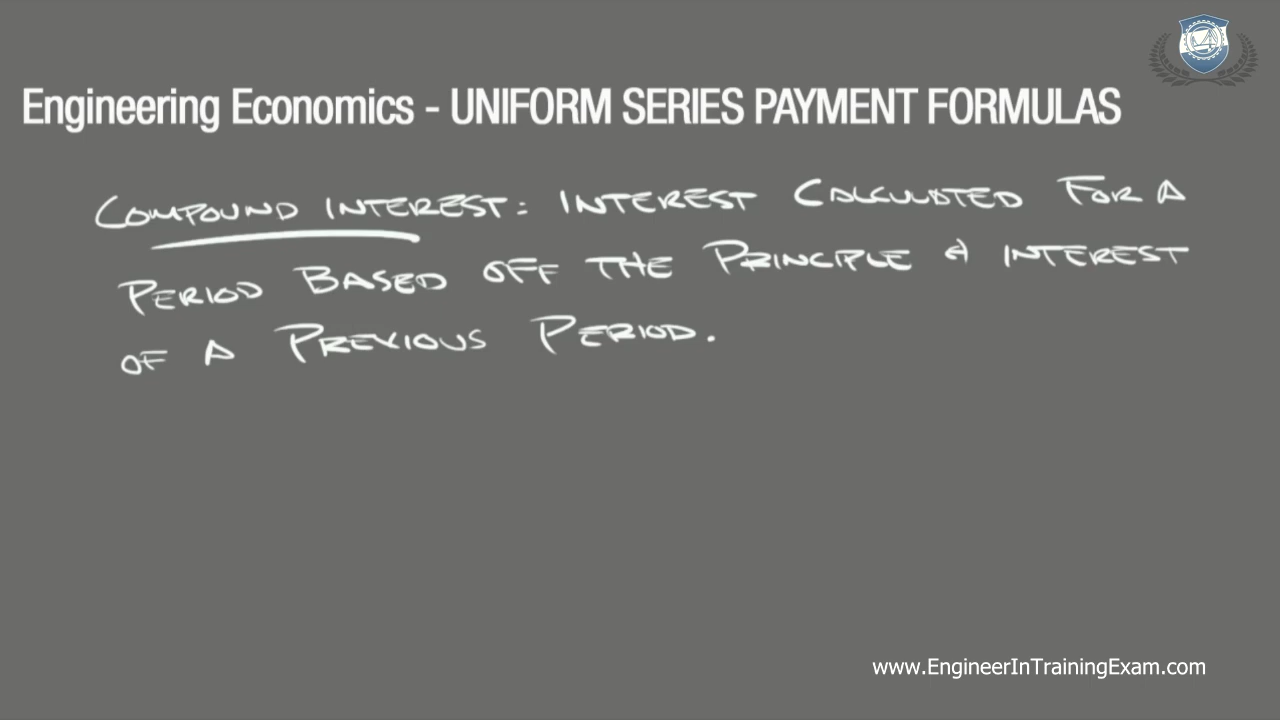 Engineering Economics - UNIFORM SERIES PAYMENT FORMULAS
COMPOUND INTEREST: INTEREST CALCULATED FOR A
PERIOD BASED OFF THE PRINCIPLE & INTEREST
OF A PREVIOUS PERIOD.
www.EngineerInTrainingExam.com